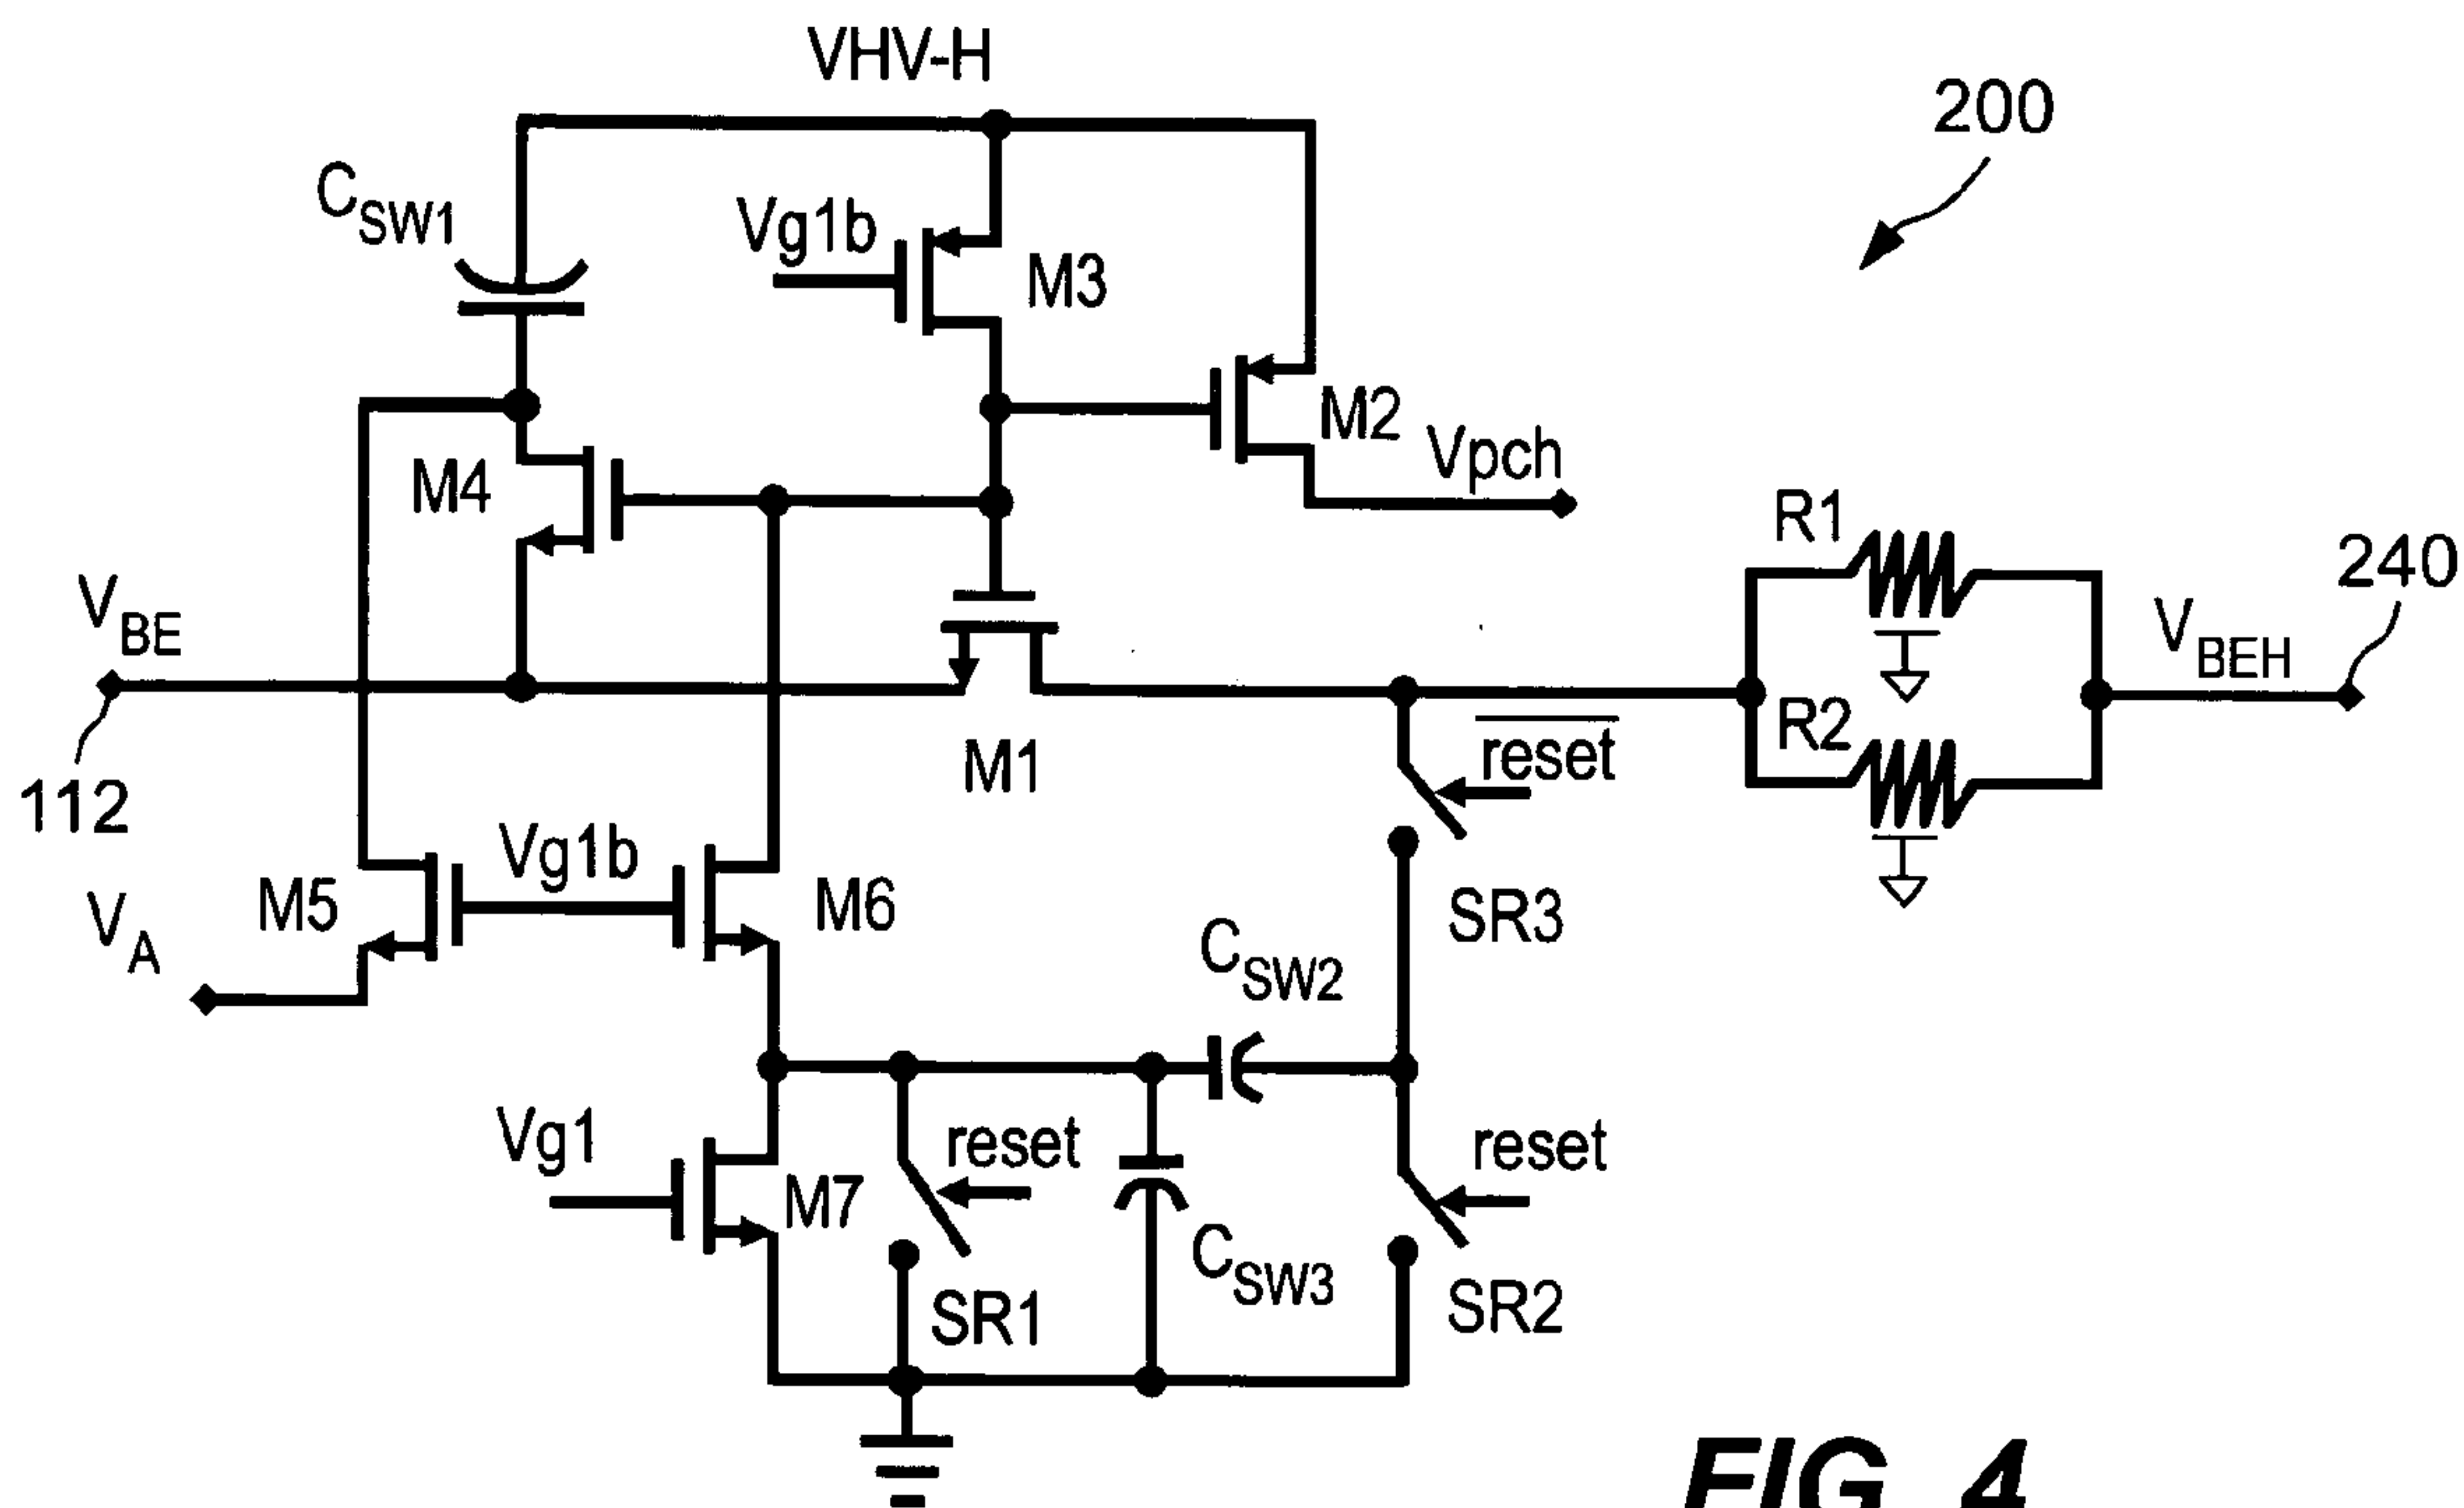 VHV-H
200
CSW1
Vg1b
M3
M2
M4
Vpch
R1
240
VBE
VBEH
R2
reset
M1
112
Vg1b
M5
M6
VA
SR3
CSW2
Vg1
reset
reset
M7
CSW3
SR1
SR2
FIG. 4